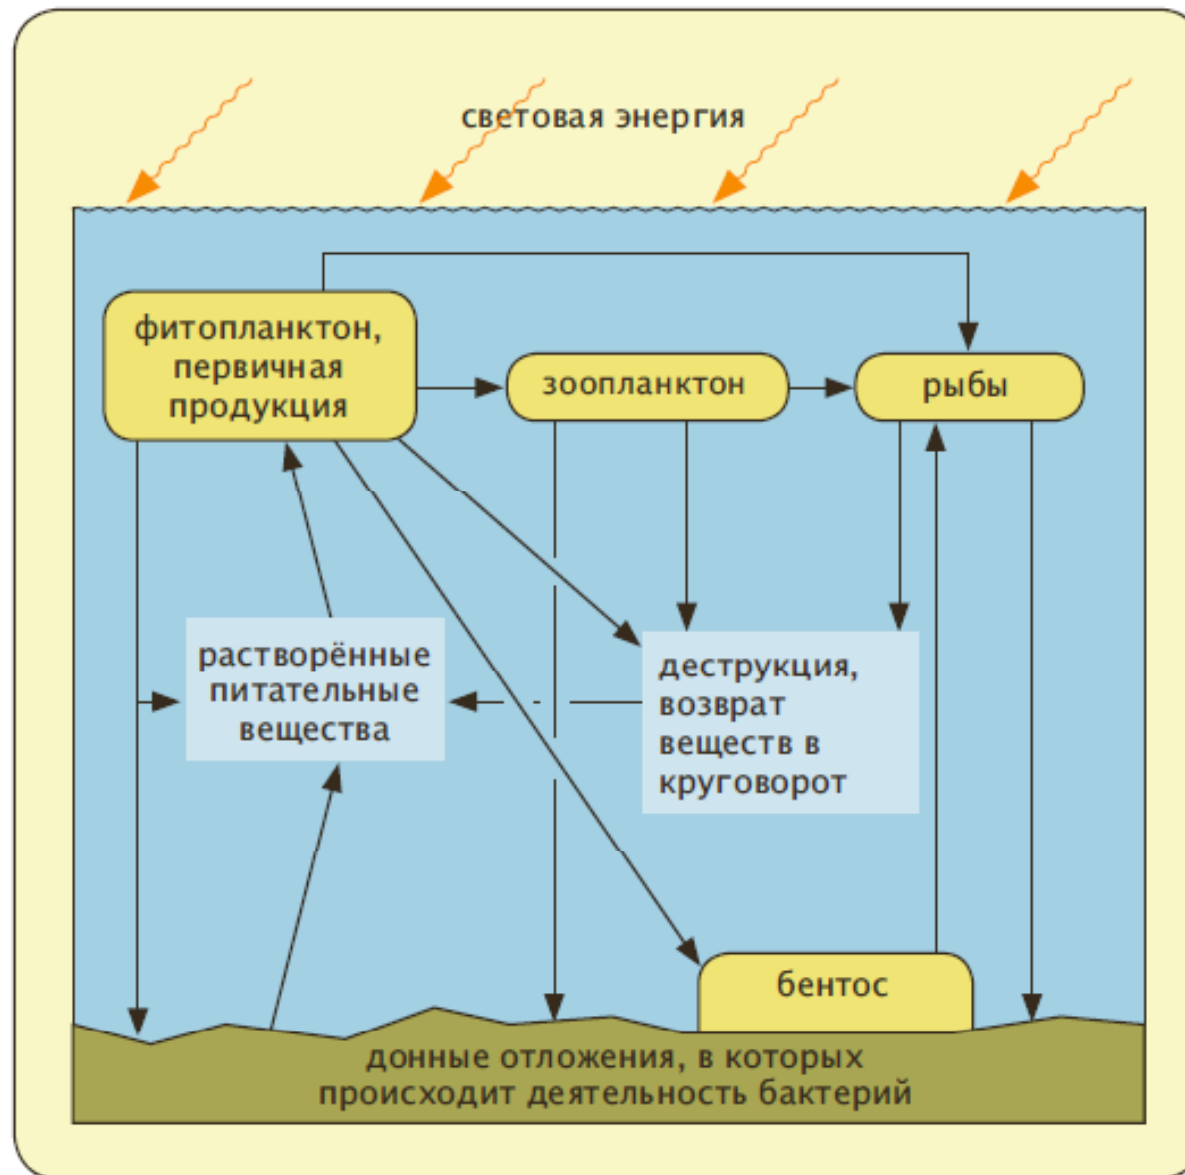 световая энергия
фитопланктон,
первичная
продукция
зоопланктон
рыбы
растворённые
питательные
вещества
деструкция,
возврат
веществ в
круговорот
бентос
донные отложения, в которых
происходит деятельность бактерий